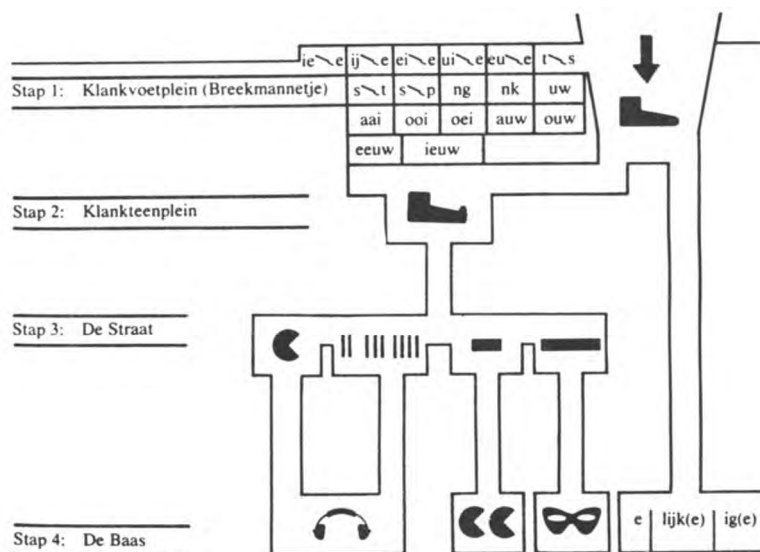 ie⌒e ij⌒e ei⌒e ui⌒e eu⌒e t⌒s
Stap 1: Klankvoetplein (Breekmannetje) s⌒t s⌒p ng nk uw
aai ooi oei auw ouw
eeuw ieuw
Stap 2: Klankteenplein
Stap 3: De Straat
Stap 4: De Baas e lijk(e) ig(e)